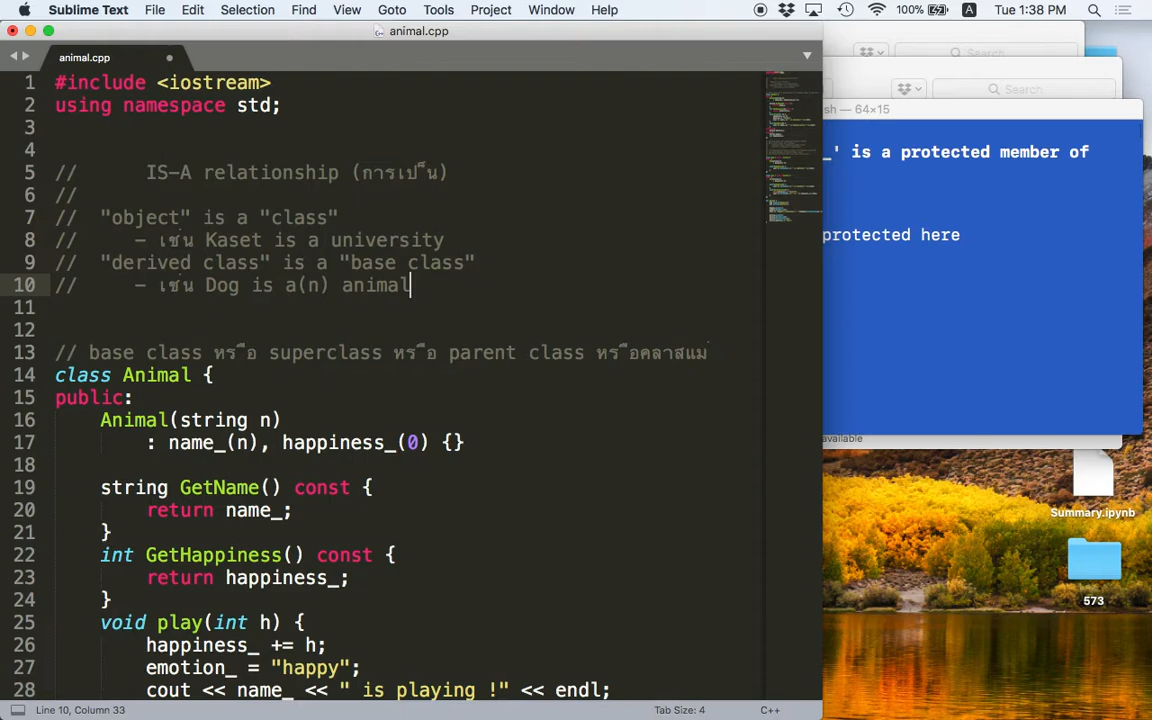 Sublime Text File Edit Selection Find View Goto Tools Project Window Help 100% A Tue 1:38 PM
animal.cpp
animal.cpp
Search
Search
sh — 64×15
1 #include <iostream>
2 using namespace std;
3
4
5 // IS-A relationship (การเป็น)
6 //
7 // "object" is a "class"
8 // - เช่น Kaset is a university
9 // "derived class" is a "base class"
10 // - เช่น Dog is a(n) animal
11
12
13 // base class หรือ superclass หรือ parent class หรือคลาสแม่
14 class Animal {
15 public:
16 Animal(string n)
17 : name_(n), happiness_(0) {}
18
19 string GetName() const {
20 return name_;
21 }
22 int GetHappiness() const {
23 return happiness_;
24 }
25 void play(int h) {
26 happiness_ += h;
27 emotion_ = "happy";
28 cout << name_ << " is playing !" << endl;
_' is a protected member of
protected here
available
Summary.ipynb
573
Line 10, Column 33 Tab Size: 4 C++